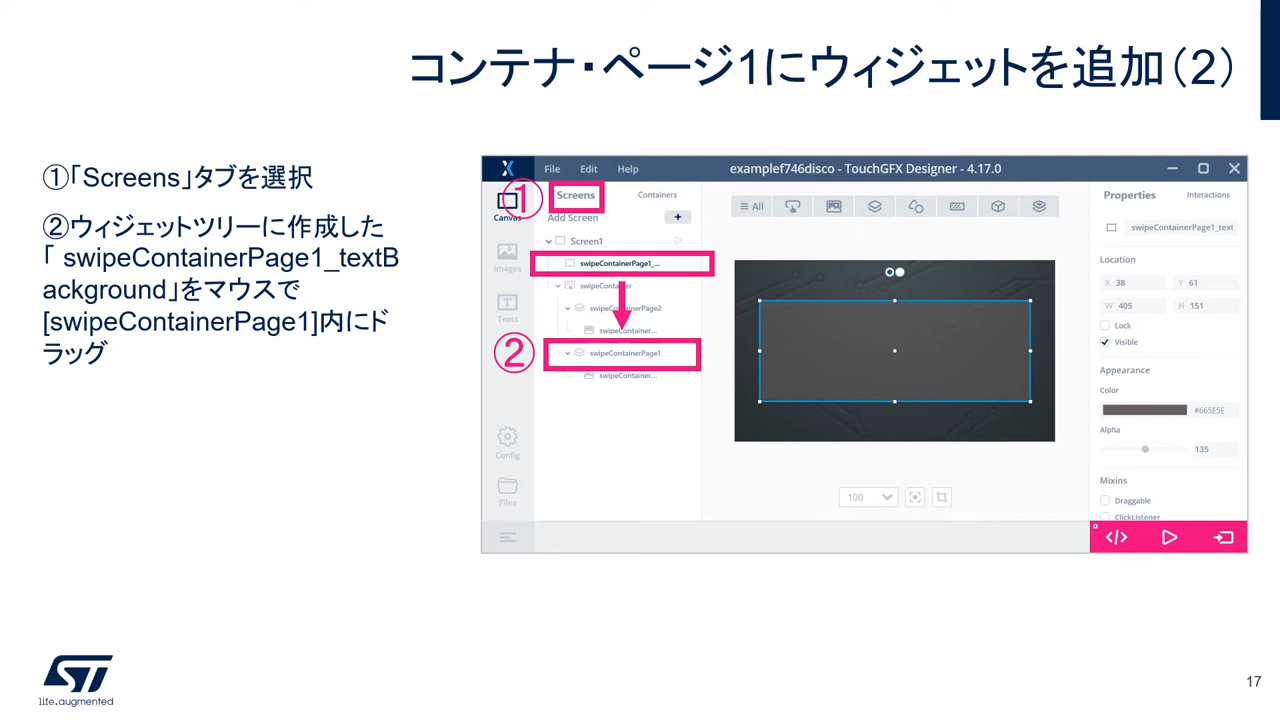 コンテナ・ページ1にウィジェットを追加（2）
①「Screens」タブを選択
②ウィジェットツリーに作成した
「 swipeContainerPage1_textB
ackground」をマウスで
[swipeContainerPage1]内にド
ラッグ
File Edit Help
examplef746disco - TouchGFX Designer - 4.17.0
①
Canvas
Images
Texts
Config
Files
Screens Containers
Add Screen +
Screen1
swipeContainerPage1_...
swipeContainer
swipeContainerPage2
swipeContainer...
②
swipeContainerPage1
swipeContainer...
All
100
Properties Interactions
swipeContainerPage1_text
Location
X 38 Y 61
W 405 H 151
Lock
Visible
Appearance
Color
#665E5E
Alpha
135
Mixins
Draggable
ClickListener
ST
life.augmented
17